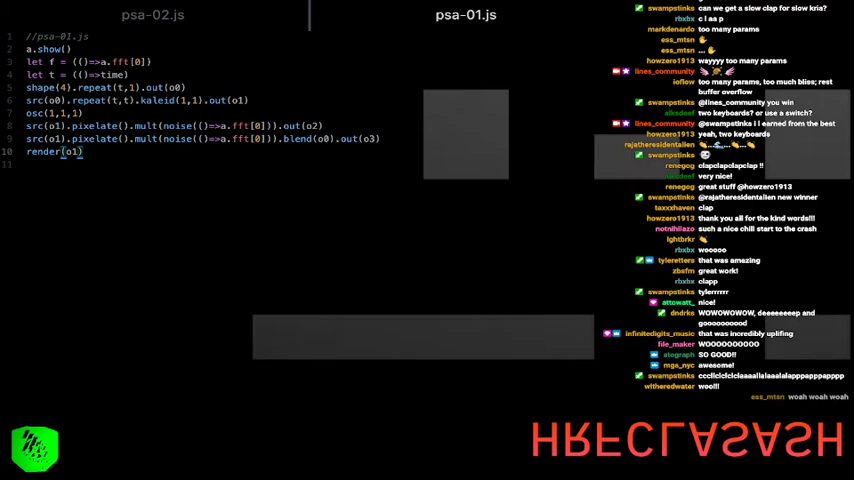 psa-02.js
psa-01.js
1 //psa-01.js
2 a.show()
3 let f = (()=>a.fft[0])
4 let t = (()=>time)
5 shape(4).repeat(t,1).out(o0)
6 src(o0).repeat(t,t).kaleid(1,1).out(o1)
7 osc(1,1,1)
8 src(o1).pixelate().mult(noise(()=>a.fft[0])).out(o2)
9 src(o1).pixelate().mult(noise(()=>a.fft[0])).blend(o0).out(o3)
10 render(o1)
11
swampstinks can we get a slow clap for slow kria?
rbxbx c l aa p
markdenardo too many params
ess_mtsn ✋
ess_mtsn ... ✋
howzero1913 wayyyy too many params
lines_community
ioflow too many params, too much bliss; rest
buffer overflow
swampstinks @lines_community you win
alksdeef two keyboards? or use a switch?
lines_community @swampstinks i l earned from the best
howzero1913 yeah, two keyboards
rajatheresidentalien 👏...🌊...👏...👏
swampstinks
renegog clapclapclapclap !!
alksdeef very nice!
renegog great stuff @howzero1913
swampstinks @rajatheresidentalien new winner
taxxxhaven clap
howzero1913 thank you all for the kind words!!!
notnihilazo such a nice chill start to the crash
lghtbrkr 👏
rbxbx wooooo
tyleretters that was amazing
zbsfm great work!
rbxbx clapp
swampstinks tylerrrrrr
attowatt_ nice!
dndrks WOWOWOWOW, deeeeeeeep and
gooooooood
infinitedigits_music that was incredibly uplifing
file_maker WOOOOOOOOOO
atograph SO GOOD!!
mga_nyc awesome!
swampstinks
witheredwater woo!!!
ess_mtsn woah woah woah
HRFCLASASH